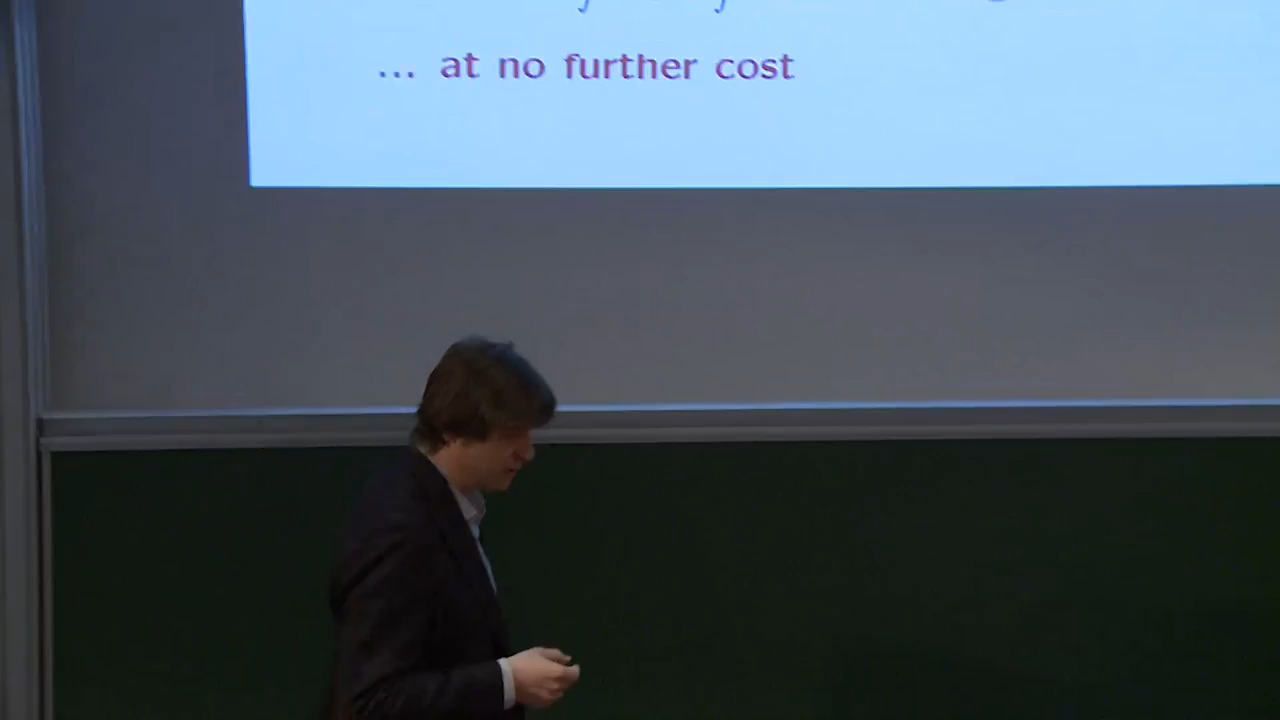 ... at no further cost